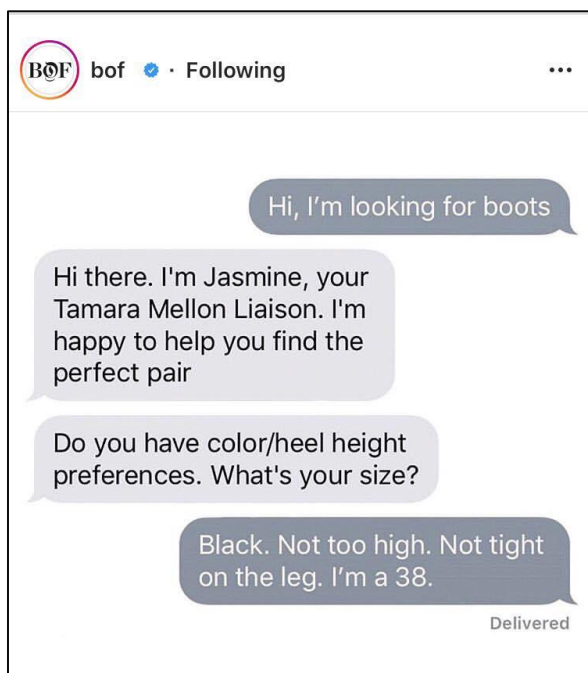 BOF
bof · Following
Hi, I'm looking for boots
Hi there. I'm Jasmine, your
Tamara Mellon Liaison. I'm
happy to help you find the
perfect pair
Do you have color/heel height
preferences. What's your size?
Black. Not too high. Not tight
on the leg. I'm a 38.
Delivered